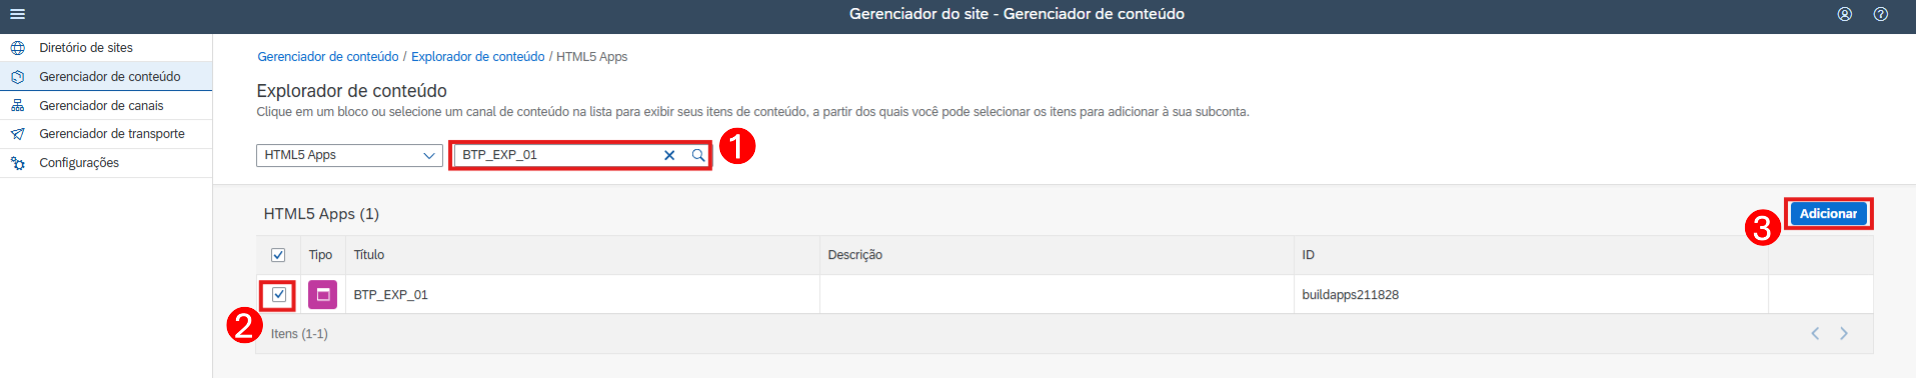 Gerenciador do site - Gerenciador de conteúdo
Diretório de sites
Gerenciador de conteúdo
Gerenciador de canais
Gerenciador de transporte
Configurações
Gerenciador de conteúdo / Explorador de conteúdo / HTML5 Apps
Explorador de conteúdo
Clique em um bloco ou selecione um canal de conteúdo na lista para exibir seus itens de conteúdo, a partir dos quais você pode selecionar os itens para adicionar à sua subconta.
HTML5 Apps BTP_EXP_01 1
HTML5 Apps (1) 3 Adicionar
Tipo Título Descrição ID
BTP_EXP_01 buildapps211828
2 Itens (1-1)